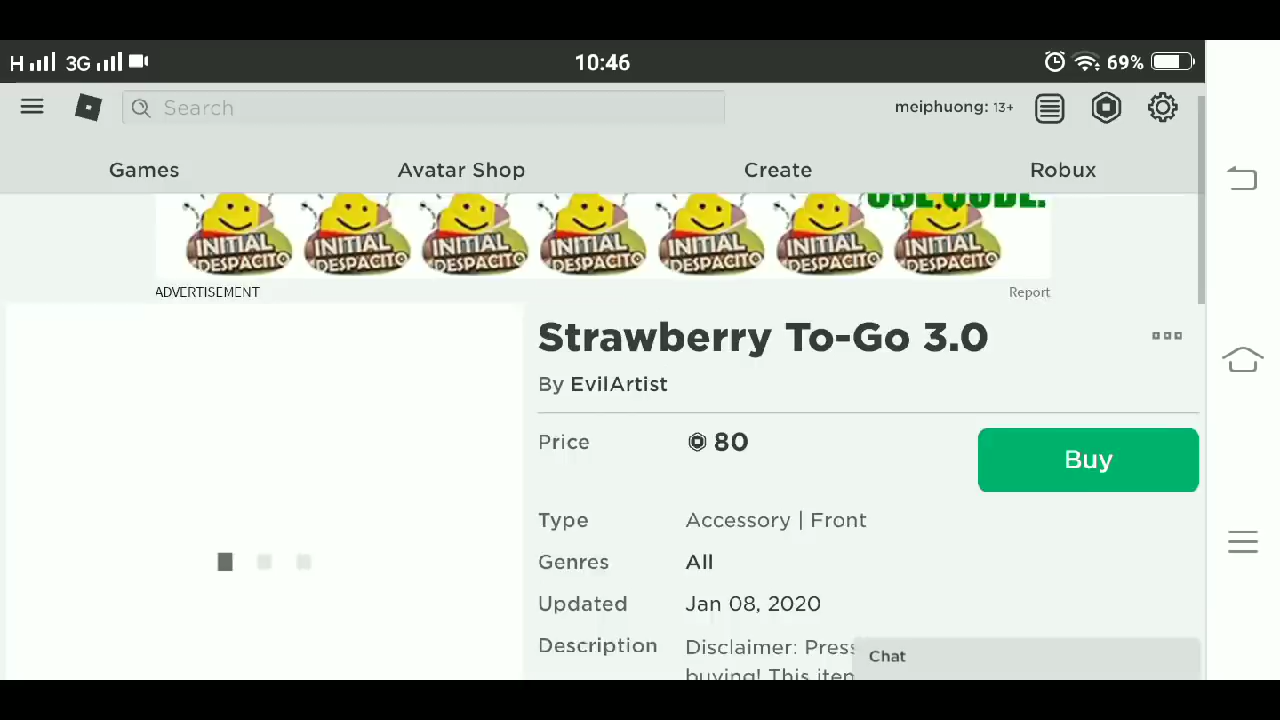 H 3G 10:46 69%
Search meiphuong: 13+
Games Avatar Shop Create Robux
USE CODE:
INITIAL DESPACITO INITIAL DESPACITO INITIAL DESPACITO INITIAL DESPACITO INITIAL DESPACITO INITIAL DESPACITO INITIAL DESPACITO
ADVERTISEMENT Report
Strawberry To-Go 3.0
By EvilArtist
Price 80 Buy
Type Accessory | Front
Genres All
Updated Jan 08, 2020
Description Disclaimer: Press
Chat
buying! This item